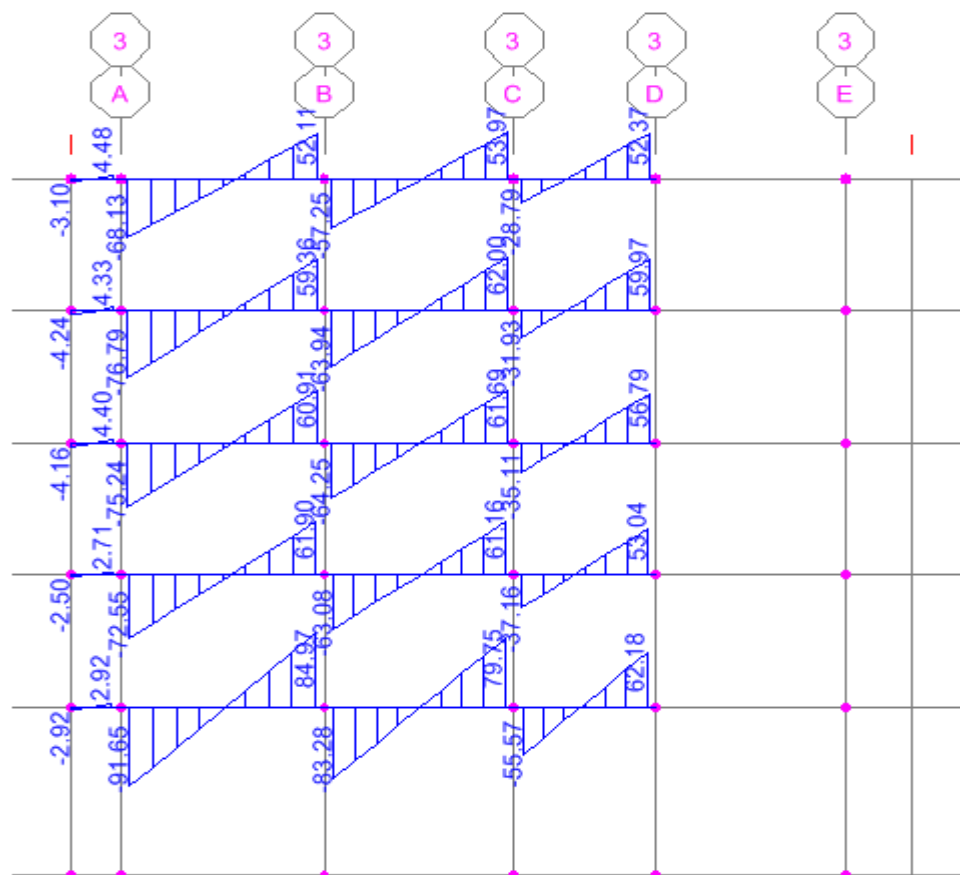 3 3 3 3 3
A B C D E
4.48 52.11 53.97 52.37
-3.10 -68.13 -57.25 -28.79
4.33 59.36 62.00 59.97
-4.24 -76.79 -63.94 -31.93
4.40 60.91 61.69 56.79
-4.16 -75.24 -64.25 -35.11
2.71 61.90 61.16 53.04
-2.50 -72.55 -63.08 -37.16
2.92 84.97 79.75 62.18
-2.92 -91.65 -83.28 -55.57